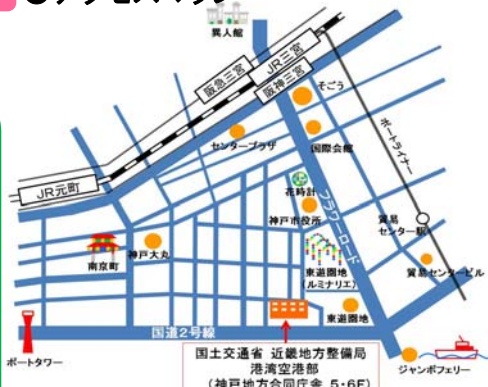 異人館
JR三宮
阪急三宮
阪神三宮
そごう
センタープラザ
国際会館
ポートライナー
JR元町
花時計
フラワーロード
神戸市役所
貿易
センター駅
南京町
神戸大丸
東遊園地
(ルミナリエ)
貿易センタービル
東遊園地
国道2号線
ポートタワー
国土交通省 近畿地方整備局
港湾空港部
(神戸地方合同庁舎 5・6F)
ジャンボフェリー